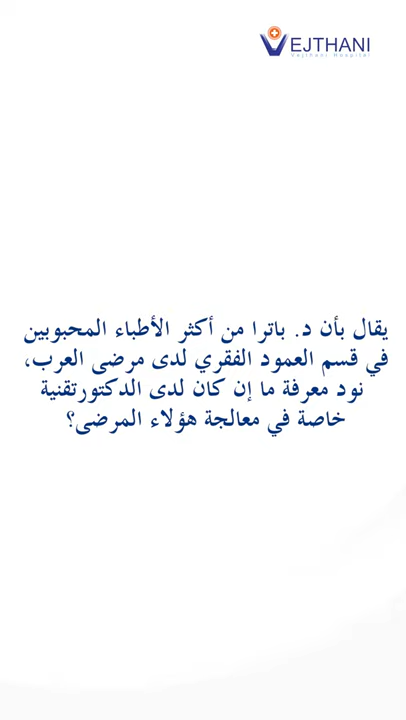 VEJTHANI
Vejthani Hospital
يقال بأن د. باترا من أكثر الأطباء المحبوبين
في قسم العمود الفقري لدى مرضى العرب،
نود معرفة ما إن كان لدى الدكتورتقنية
خاصة في معالجة هؤلاء المرضى؟